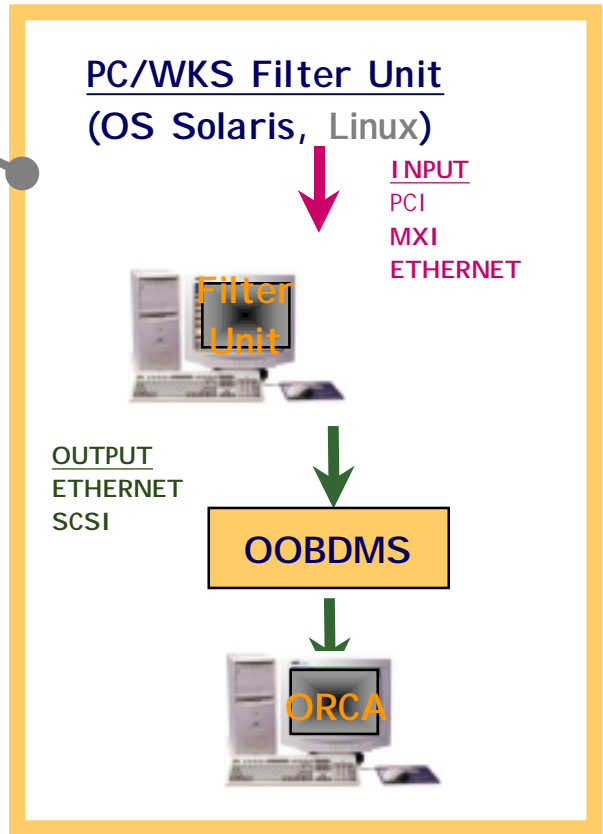 PC/WKS Filter Unit
(OS Solaris, Linux)
INPUT
PCI
MXI
ETHERNET
Filter
Unit
OUTPUT
ETHERNET
SCSI
OOBDMS
ORCA